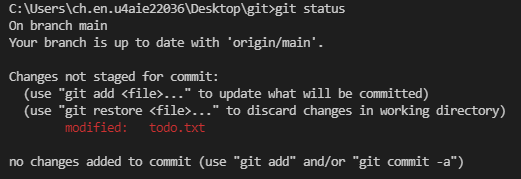 C:\Users\ch.en.u4aie22036\Desktop\git>git status
On branch main
Your branch is up to date with 'origin/main'.

Changes not staged for commit:
  (use "git add <file>..." to update what will be committed)
  (use "git restore <file>..." to discard changes in working directory)
        modified:   todo.txt

no changes added to commit (use "git add" and/or "git commit -a")